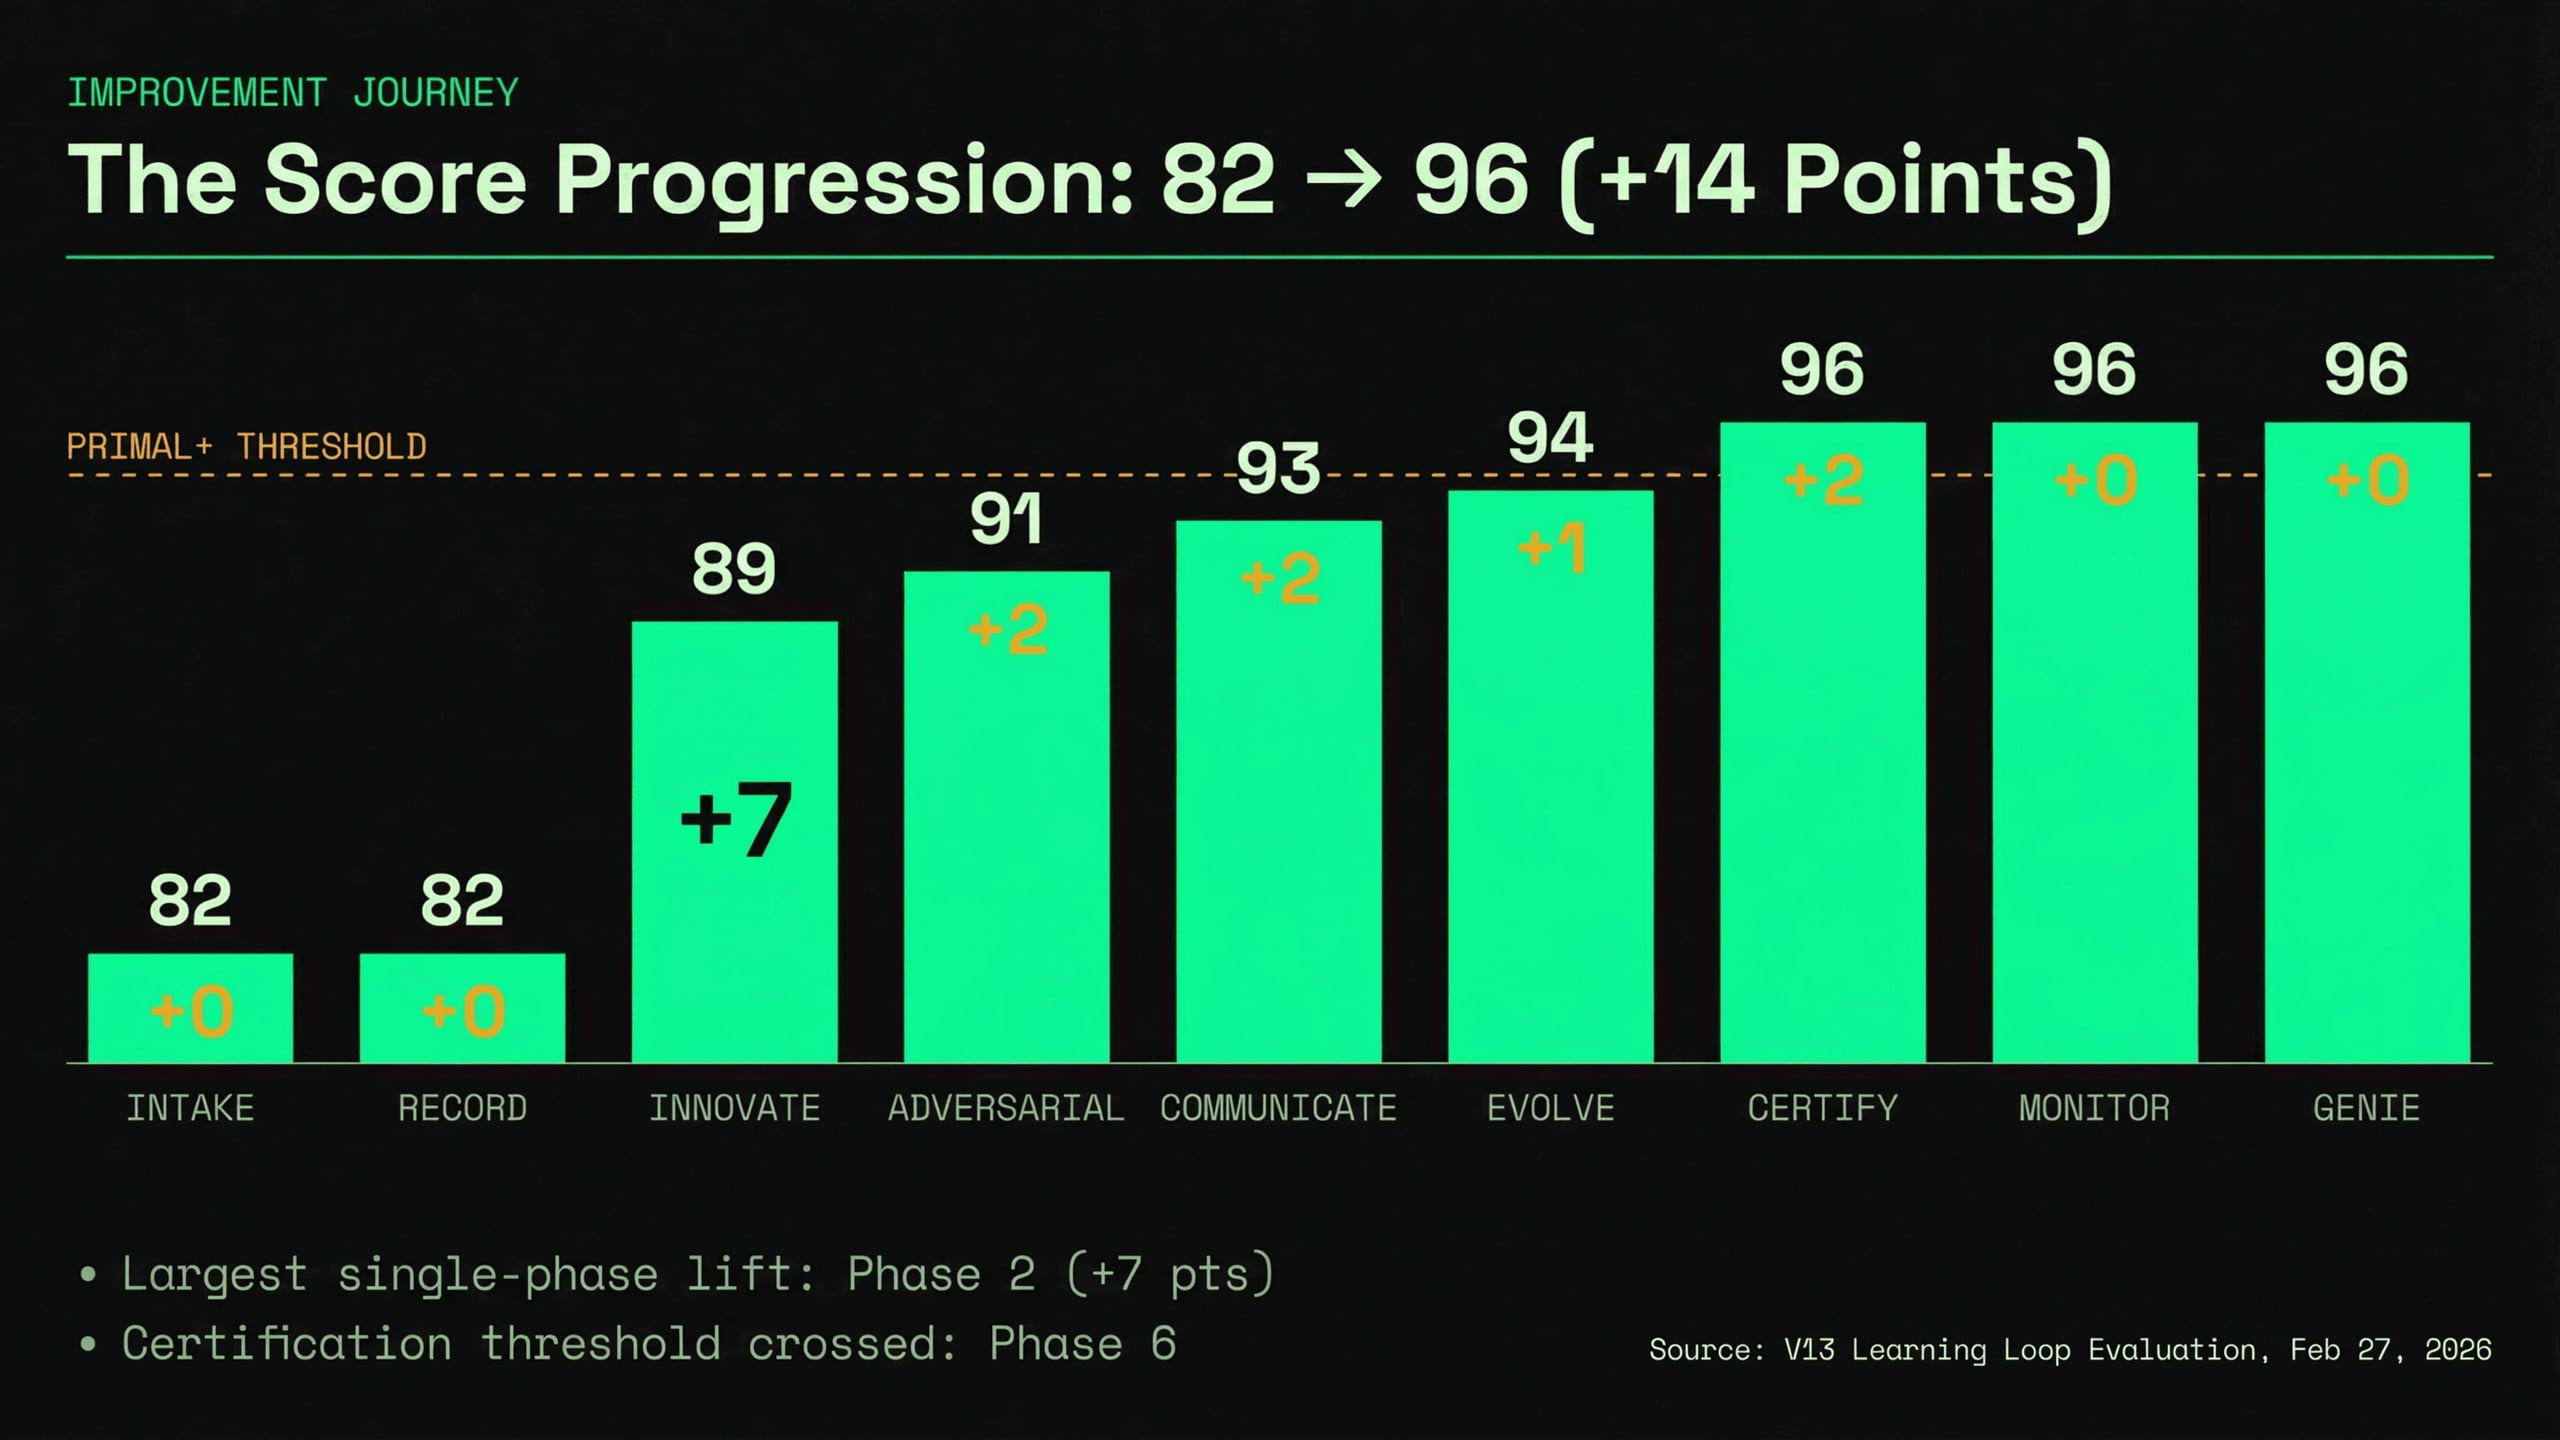 IMPROVEMENT JOURNEY
The Score Progression: 82 → 96 (+14 Points)
PRIMAL+ THRESHOLD
82
82
89
91
93
94
96
96
96
+0
+0
+7
+2
+2
+1
+2
+0
+0
INTAKE
RECORD
INNOVATE
ADVERSARIAL
COMMUNICATE
EVOLVE
CERTIFY
MONITOR
GENIE
• Largest single-phase lift: Phase 2 (+7 pts)
• Certification threshold crossed: Phase 6
Source: V13 Learning Loop Evaluation, Feb 27, 2026